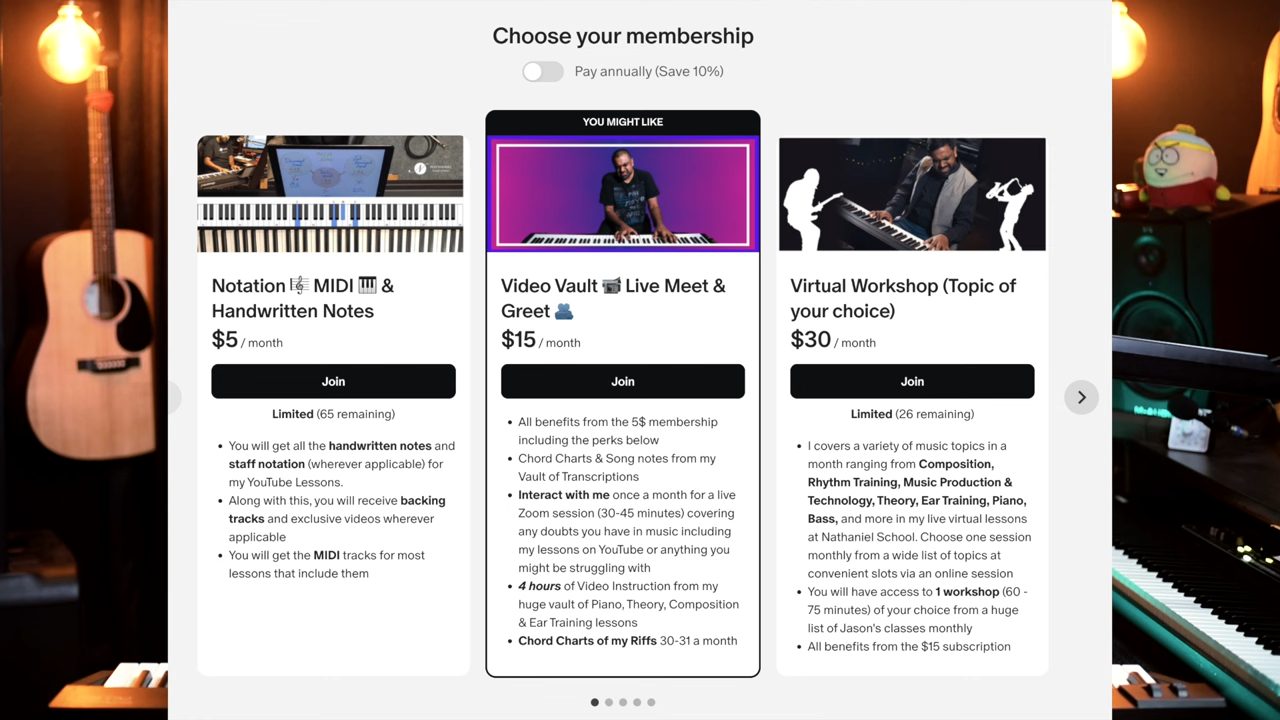 Choose your membership
Pay annually (Save 10%)
Notation 🎼 MIDI 🎹 &
Handwritten Notes
$5 / month
Join
Limited (65 remaining)
• You will get all the handwritten notes and
staff notation (wherever applicable) for
my YouTube Lessons.
• Along with this, you will receive backing
tracks and exclusive videos wherever
applicable
• You will get the MIDI tracks for most
lessons that include them
YOU MIGHT LIKE
Video Vault 📹 Live Meet &
Greet 🫂
$15 / month
Join
• All benefits from the 5$ membership
including the perks below
• Chord Charts & Song notes from my
Vault of Transcriptions
• Interact with me once a month for a live
Zoom session (30-45 minutes) covering
any doubts you have in music including
my lessons on YouTube or anything you
might be struggling with
• 4 hours of Video Instruction from my
huge vault of Piano, Theory, Composition
& Ear Training lessons
• Chord Charts of my Riffs 30-31 a month
Virtual Workshop (Topic of
your choice)
$30 / month
Join
Limited (26 remaining)
• I covers a variety of music topics in a
month ranging from Composition,
Rhythm Training, Music Production &
Technology, Theory, Ear Training, Piano,
Bass, and more in my live virtual lessons
at Nathaniel School. Choose one session
monthly from a wide list of topics at
convenient slots via an online session
• You will have access to 1 workshop (60 -
75 minutes) of your choice from a huge
list of Jason's classes monthly
• All benefits from the $15 subscription